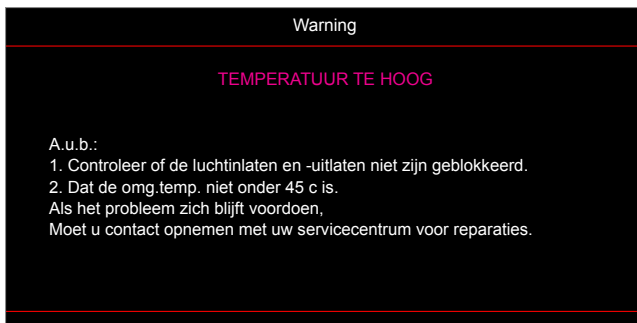 Warning
TEMPERATUUR TE HOOG
A.u.b.:
1. Controleer of de luchtinlaten en -uitlaten niet zijn geblokkeerd.
2. Dat de omg.temp. niet onder 45 c is.
Als het probleem zich blijft voordoen,
Moet u contact opnemen met uw servicecentrum voor reparaties.